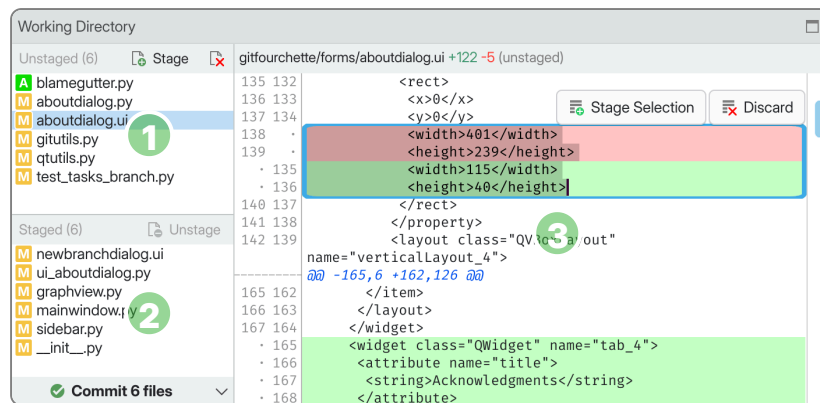 Working Directory
Unstaged (6) Stage
A blamegutter.py
M aboutdialog.py
M aboutdialog.ui
M gitutils.py
M qtutils.py
M test_tasks_branch.py
1
Staged (6) Unstage
M newbranchdialog.ui
M ui_aboutdialog.py
M graphview.py
M mainwindow.py
M sidebar.py
M __init__.py
2
Commit 6 files
gitfourchette/forms/aboutdialog.ui +122 -5 (unstaged)
Stage Selection Discard
135 132 <rect>
136 133 <x>0</x>
137 134 <y>0</y>
138 · <width>401</width>
139 · <height>239</height>
· 135 <width>115</width>
· 136 <height>40</height>
140 137 </rect>
141 138 </property>
142 139 <layout class="QVBoxLayout"
name="verticalLayout_4">
3
@@ -165,6 +162,126 @@
165 162 </item>
166 163 </layout>
167 164 </widget>
· 165 <widget class="QWidget" name="tab_4">
· 166 <attribute name="title">
· 167 <string>Acknowledgments</string>
· 168 </attribute>